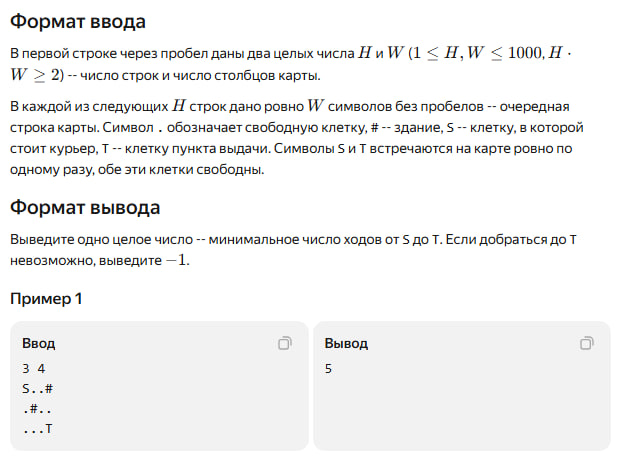 Формат ввода
В первой строке через пробел даны два целых числа H и W (1 ≤ H, W ≤ 1000, H ·
W ≥ 2) -- число строк и число столбцов карты.
В каждой из следующих H строк дано ровно W символов без пробелов -- очередная
строка карты. Символ . обозначает свободную клетку, # -- здание, S -- клетку, в которой
стоит курьер, T -- клетку пункта выдачи. Символы S и T встречаются на карте ровно по
одному разу, обе эти клетки свободны.
Формат вывода
Выведите одно целое число -- минимальное число ходов от S до T. Если добраться до T
невозможно, выведите −1.
Пример 1
Ввод
3 4
S..#
.#..
...T
Вывод
5